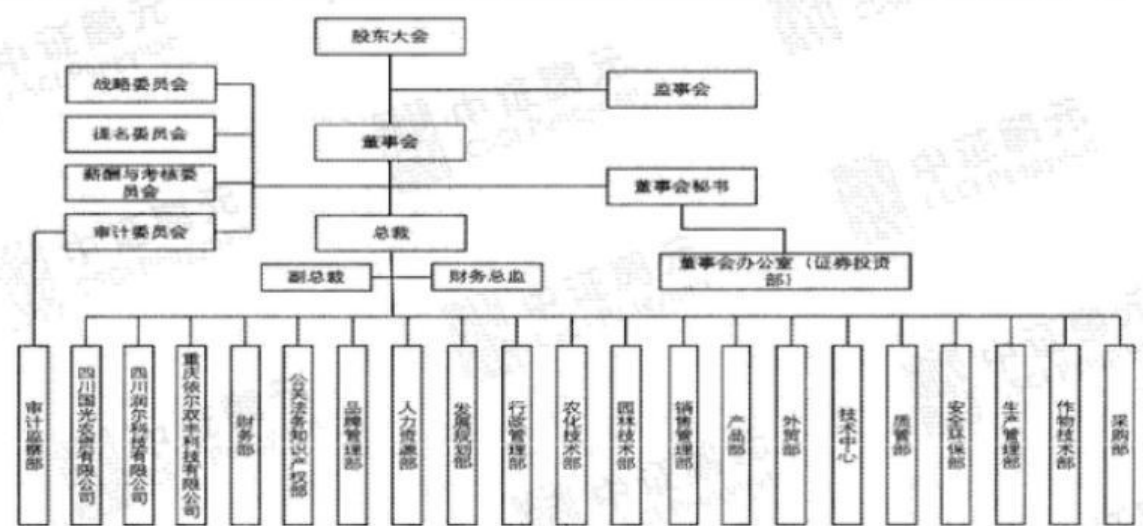 股东大会
战略委员会
监事会
提名委员会
董事会
薪酬与考核委
员会
董事会秘书
审计委员会
总裁
董事会办公室（证券投资
部）
副总裁
财务总监
审计监察部
四川国光农资有限公司
四川润尔科技有限公司
重庆依尔双丰科技有限公司
财务部
公关法务知识产权部
品牌管理部
人力资源部
发展规划部
行政管理部
农化技术部
园林技术部
销售管理部
产品部
外贸部
技术中心
质管部
安全环保部
生产管理部
作物技术部
采购部